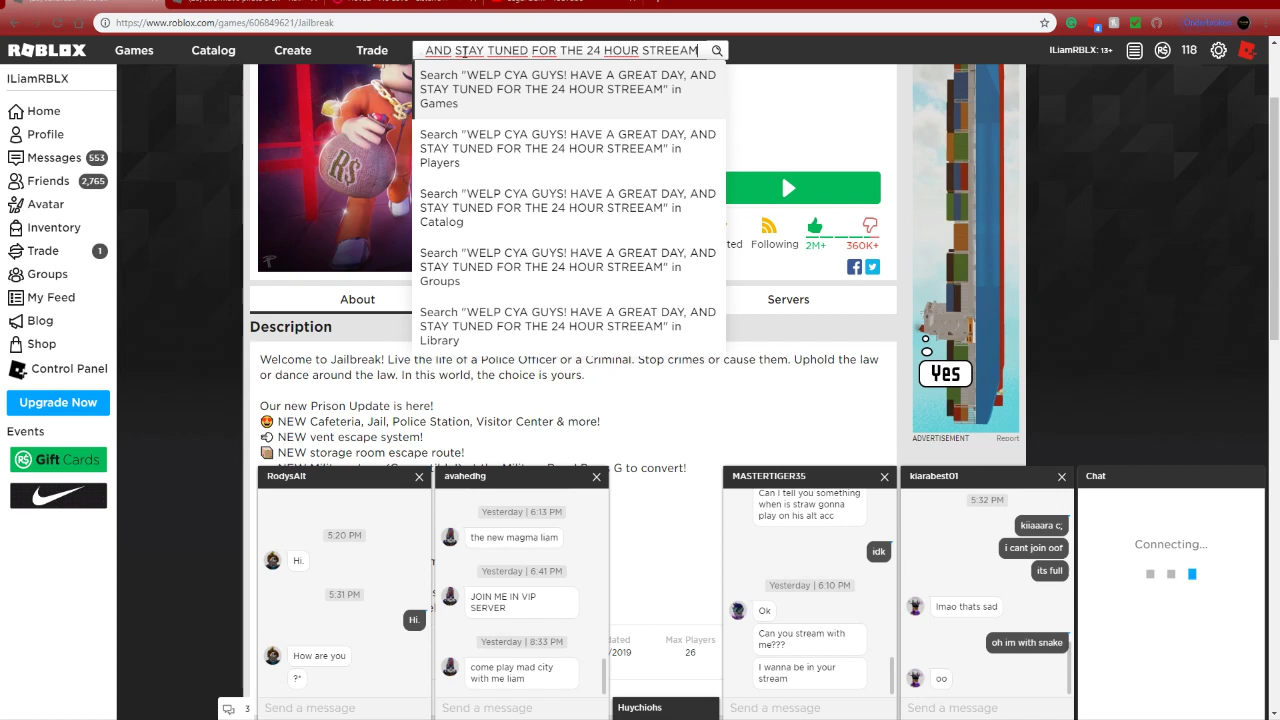 https://www.roblox.com/games/606849621/Jailbreak
4
ROBLOX
Games
Catalog
Create
Trade
AND STAY TUNED FOR THE 24 HOUR STREEAM
ILiamRBLX: 13+
118
ILiamRBLX
Home
Profile
Messages 553
Friends 2,765
Avatar
Inventory
Trade 1
Groups
My Feed
Blog
Shop
Control Panel
Upgrade Now
Events
Gift Cards
Search "WELP CYA GUYS! HAVE A GREAT DAY, AND
STAY TUNED FOR THE 24 HOUR STREEAM" in
Games
Search "WELP CYA GUYS! HAVE A GREAT DAY, AND
STAY TUNED FOR THE 24 HOUR STREEAM" in
Players
Search "WELP CYA GUYS! HAVE A GREAT DAY, AND
STAY TUNED FOR THE 24 HOUR STREEAM" in
Catalog
Search "WELP CYA GUYS! HAVE A GREAT DAY, AND
STAY TUNED FOR THE 24 HOUR STREEAM" in
Groups
Search "WELP CYA GUYS! HAVE A GREAT DAY, AND
STAY TUNED FOR THE 24 HOUR STREEAM" in
Library
R$
ted
Following
2M+
360K+
About
Servers
Description
Welcome to Jailbreak! Live the life of a Police Officer or a Criminal. Stop crimes or cause them. Uphold the law
or dance around the law. In this world, the choice is yours.
Our new Prison Update is here!
NEW Cafeteria, Jail, Police Station, Visitor Center & more!
NEW vent escape system!
NEW storage room escape route!
G to convert!
Yes
ADVERTISEMENT
Report
dated
/2019
Max Players
26
3
RodysAlt
5:20 PM
Hi.
5:31 PM
Hi.
How are you
?*
Send a message
avahedhg
Yesterday | 6:13 PM
the new magma liam
Yesterday | 6:41 PM
JOIN ME IN VIP
SERVER
Yesterday | 8:33 PM
come play mad city
with me liam
Send a message
Huychiohs
MASTERTIGER35
Can I tell you something
when is straw gonna
play on his alt acc
idk
Yesterday | 6:10 PM
Ok
Can you stream with
me???
I wanna be in your
stream
Send a message
kiarabest01
5:32 PM
kiiaaara c;
i cant join oof
its full
lmao thats sad
oh im with snake
oo
Send a message
Chat
Connecting...